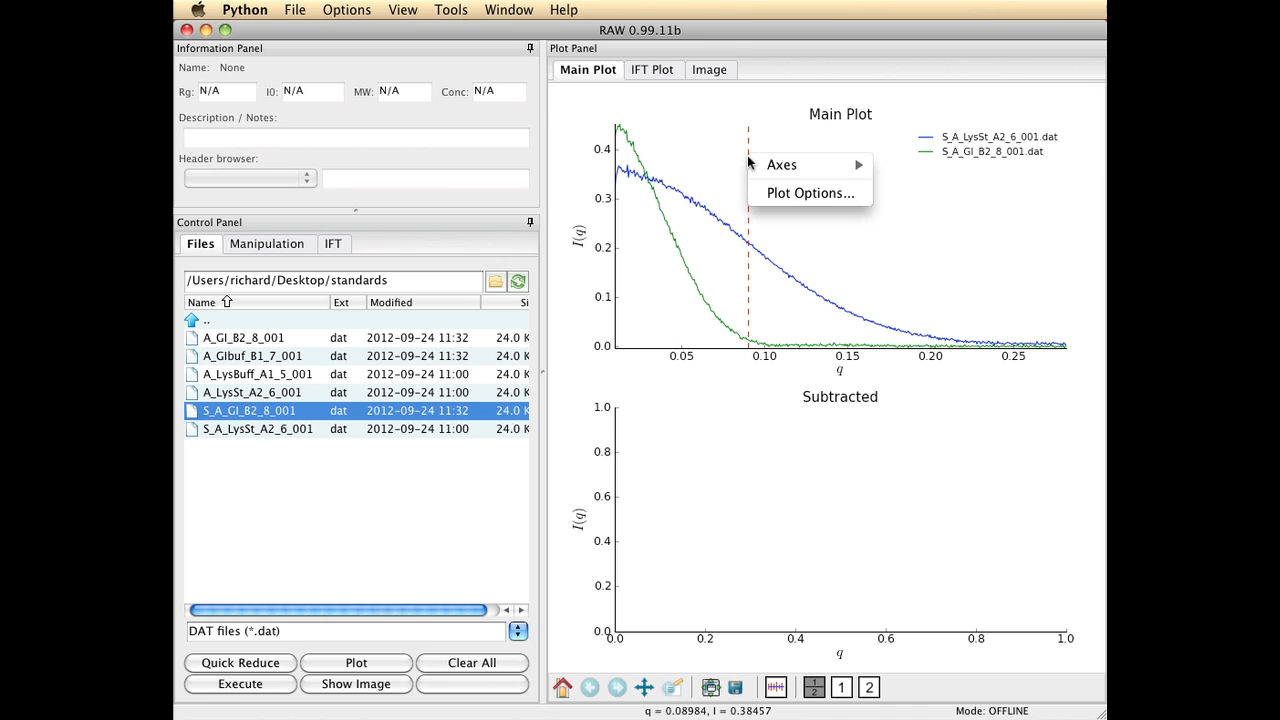 Python File Options View Tools Window Help
RAW 0.99.11b
Information Panel
Name: None
Rg: N/A I0: N/A MW: N/A Conc: N/A
Description / Notes:
Header browser:
Control Panel
Files Manipulation IFT
/Users/richard/Desktop/standards
Name Ext Modified Si
..
A_GI_B2_8_001 dat 2012-09-24 11:32 24.0 K
A_GIbuf_B1_7_001 dat 2012-09-24 11:32 24.0 K
A_LysBuff_A1_5_001 dat 2012-09-24 11:00 24.0 K
A_LysSt_A2_6_001 dat 2012-09-24 11:00 24.0 K
S_A_GI_B2_8_001 dat 2012-09-24 11:32 24.0 K
S_A_LysSt_A2_6_001 dat 2012-09-24 11:00 24.0 K
DAT files (*.dat)
Quick Reduce Plot Clear All
Execute Show Image
Plot Panel
Main Plot IFT Plot Image
Main Plot
S_A_LysSt_A2_6_001.dat
S_A_GI_B2_8_001.dat
Axes
Plot Options...
0.4
0.3
0.2
0.1
0.0
I(q)
0.05 0.10 0.15 0.20 0.25
q
Subtracted
1.0
0.8
0.6
0.4
0.2
0.0
I(q)
0.0 0.2 0.4 0.6 0.8 1.0
q
1
2
1 2
q = 0.08984, I = 0.38457 Mode: OFFLINE